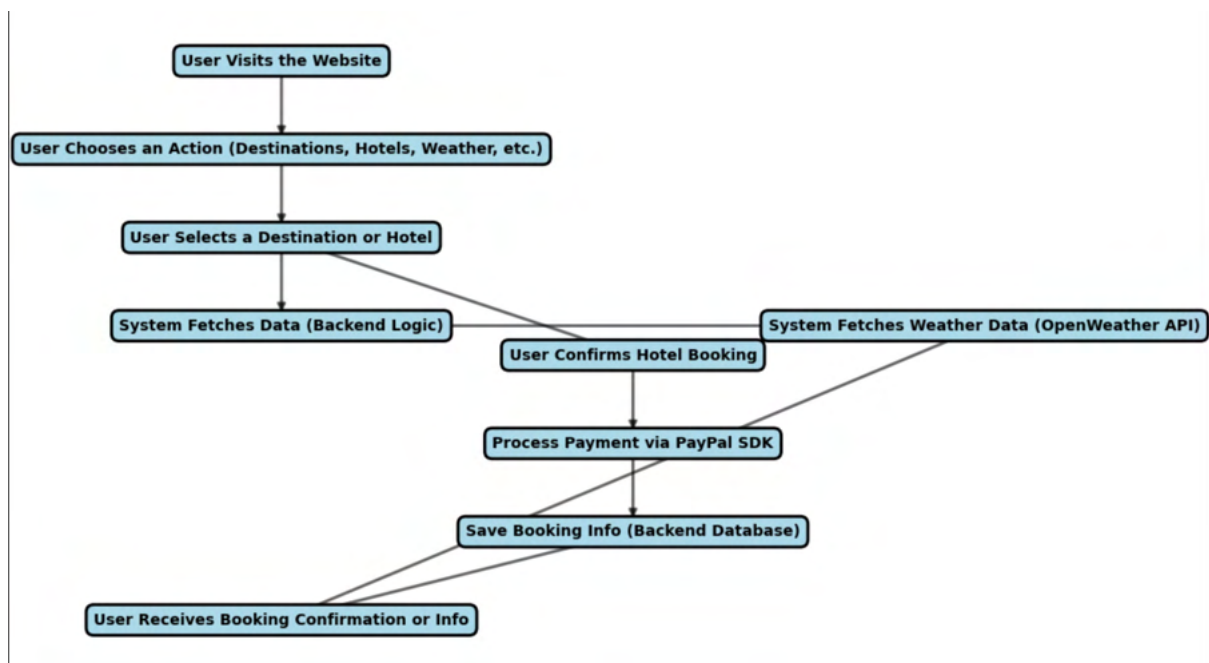 User Visits the Website
User Chooses an Action (Destinations, Hotels, Weather, etc.)
User Selects a Destination or Hotel
System Fetches Data (Backend Logic)
System Fetches Weather Data (OpenWeather API)
User Confirms Hotel Booking
Process Payment via PayPal SDK
Save Booking Info (Backend Database)
User Receives Booking Confirmation or Info